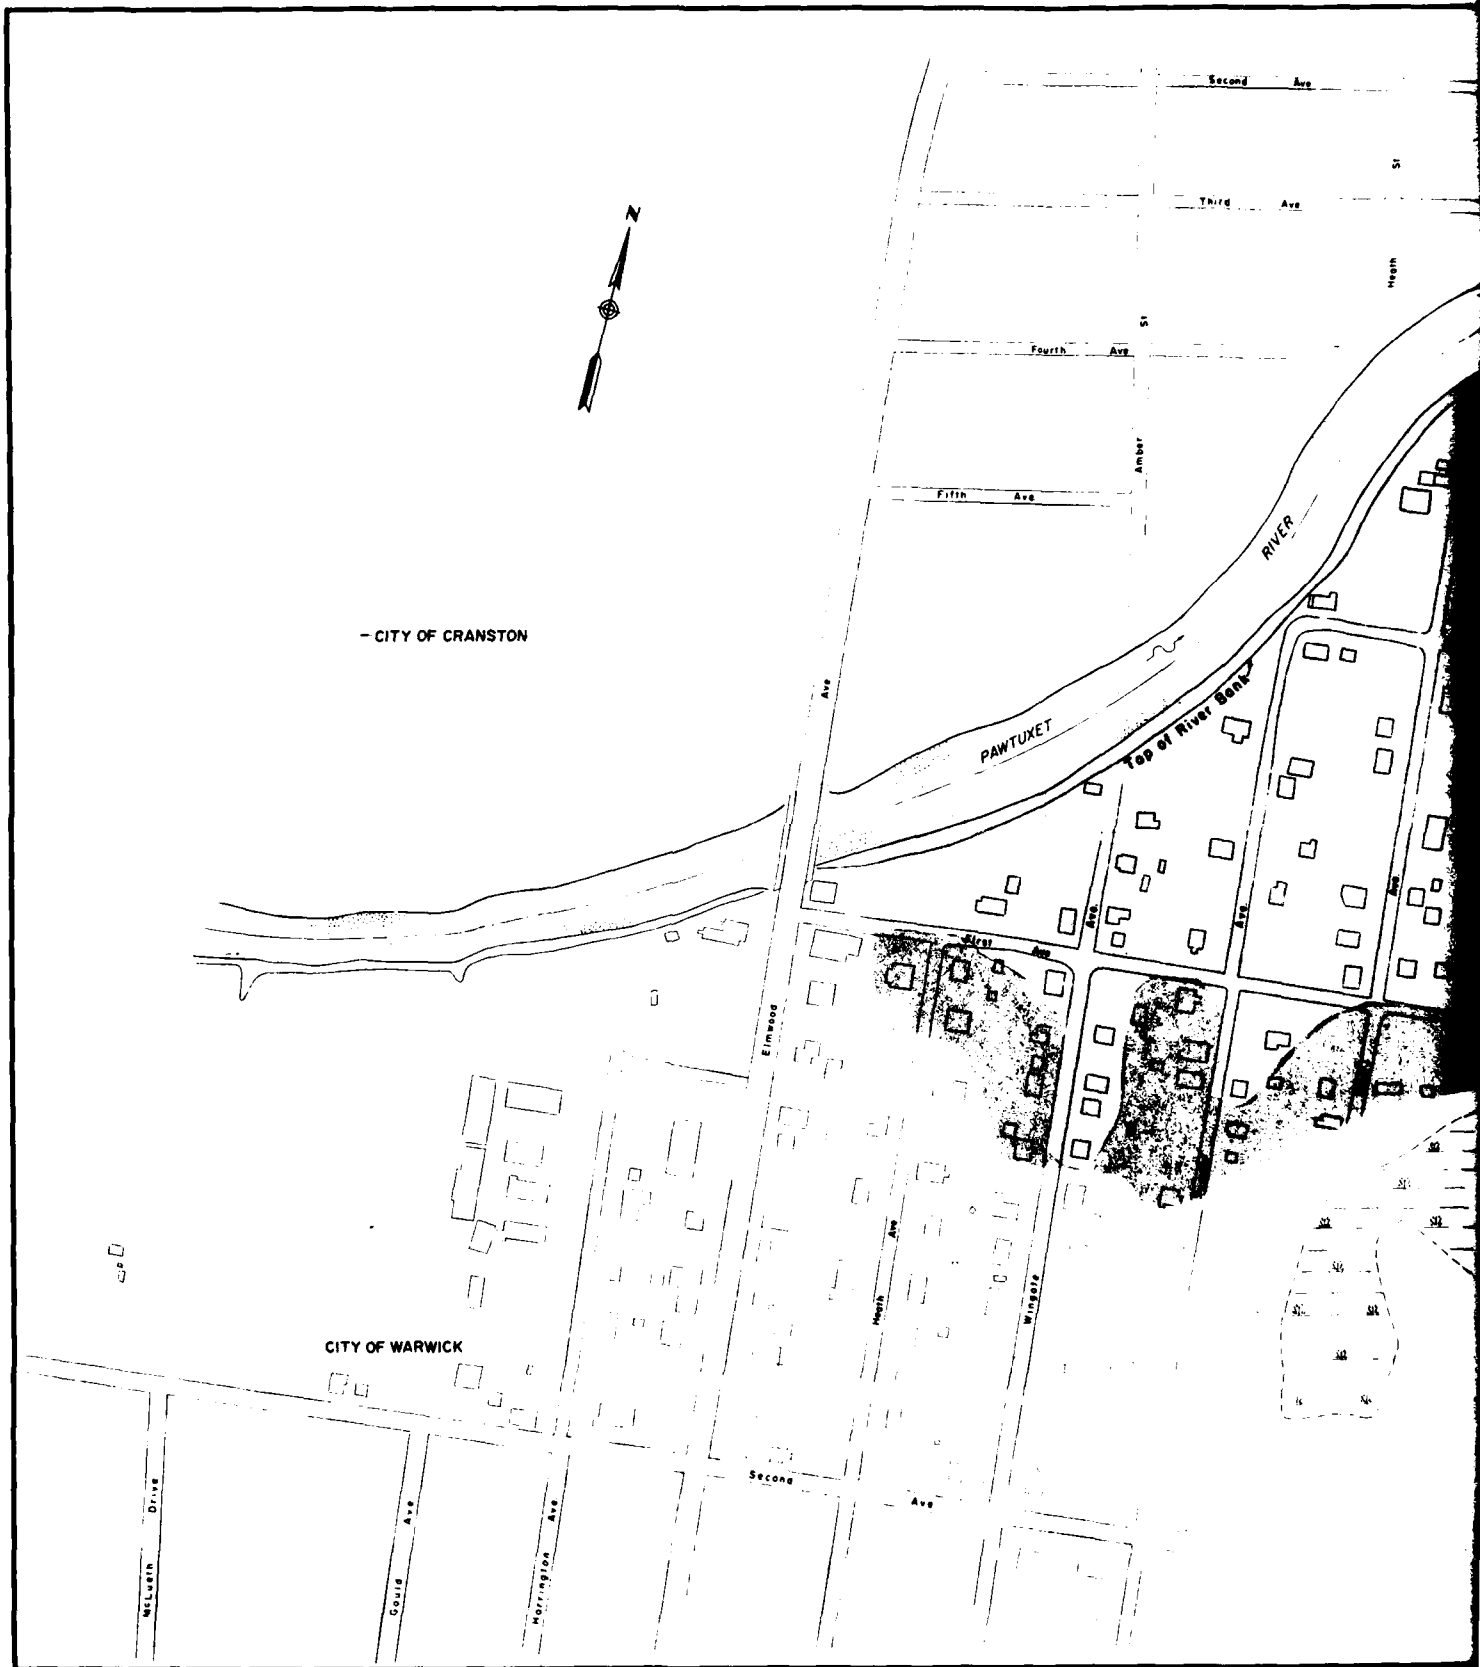 Second Ave
St
Third Ave
N
Heath
St
Fourth Ave
Amber
Fifth Ave
RIVER
- CITY OF CRANSTON
Ave
PAWTUXET
Top of River Bank
Ave.
Ave.
Ave.
First Ave
Elmwood
Ave
Heath
Wingate
CITY OF WARWICK
Second Ave
Drive
Ave
Ave
McLueth
Gould
Harrington